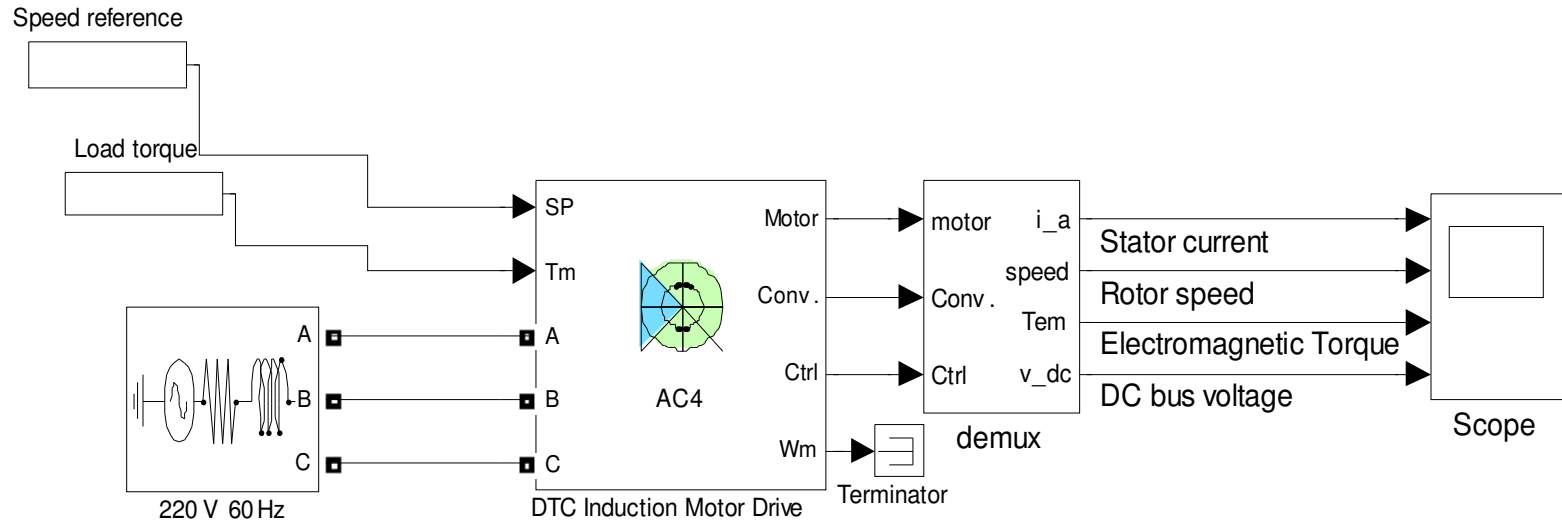 Speed reference
Load torque
SP
Tm
A
B
C
A
B
C
220 V 60 Hz
AC4
Motor
Conv .
Ctrl
Wm
DTC Induction Motor Drive
Terminator
motor
Conv .
Ctrl
i_a
speed
Tem
v_dc
demux
Stator current
Rotor speed
Electromagnetic Torque
DC bus voltage
Scope